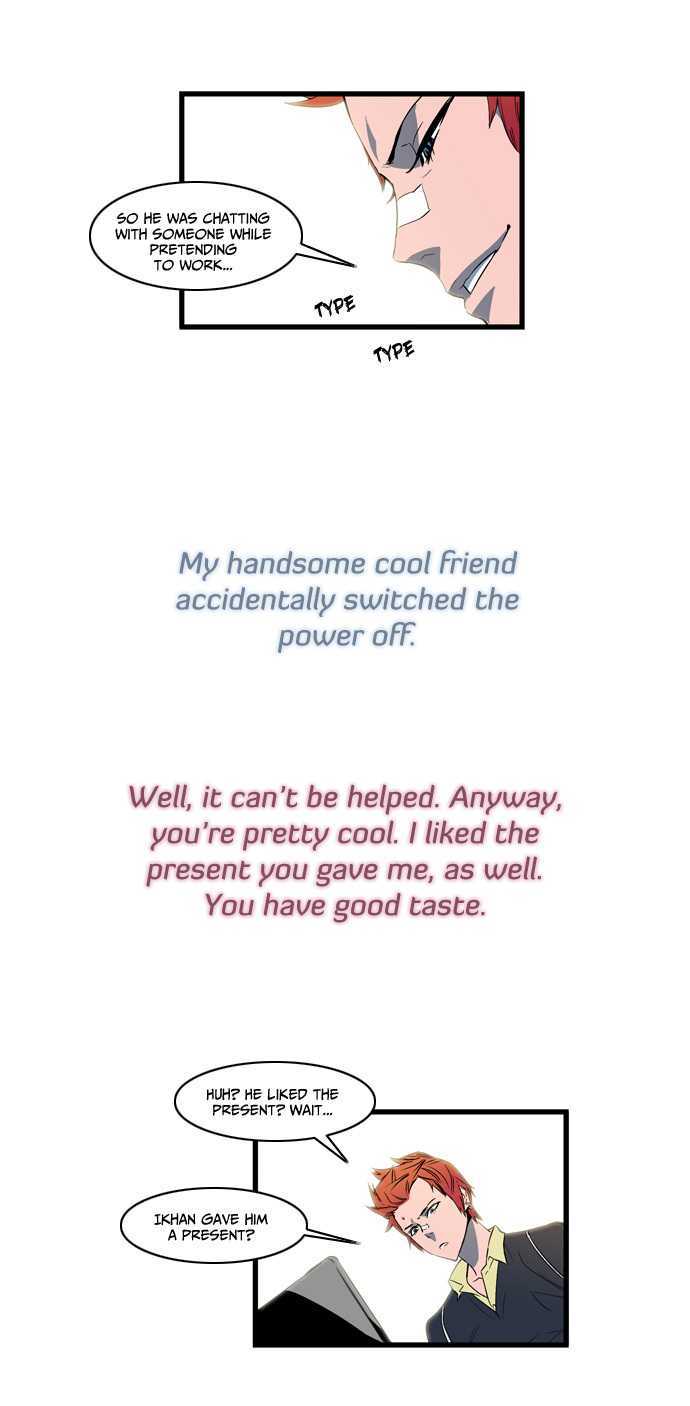 SO HE WAS CHATTING
WITH SOMEONE WHILE
PRETENDING
TO WORK...
TYPE
TYPE
My handsome cool friend
accidentally switched the
power off.
Well, it can't be helped. Anyway,
you're pretty cool. I liked the
present you gave me, as well.
You have good taste.
HUH? HE LIKED THE
PRESENT? WAIT...
IKHAN GAVE HIM
A PRESENT?